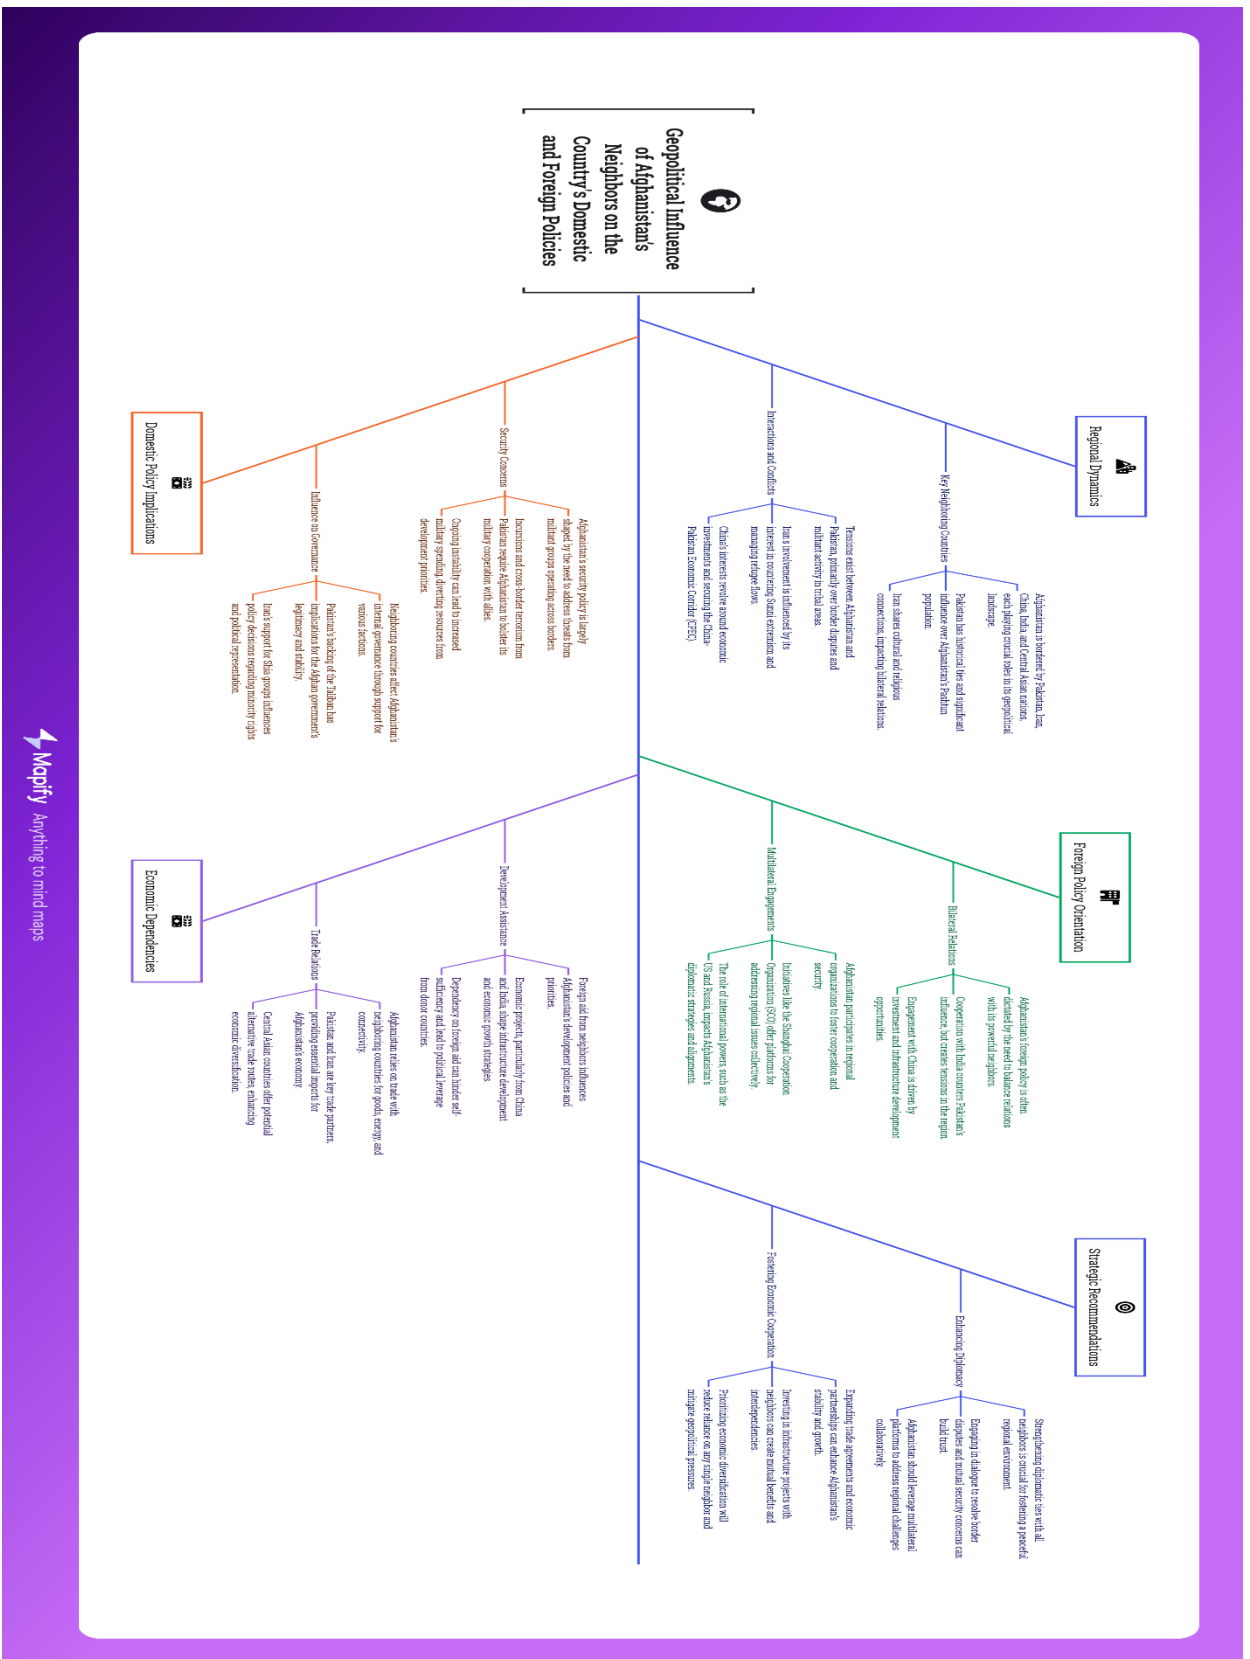 Geopolitical Influence
of Afghanistan's
Neighbors on the
Country's Domestic
and Foreign Policies
Regional Dynamics
Key Neighboring Countries
Afghanistan is bordered by Pakistan, Iran,
China, India, and Central Asian nations,
each playing crucial roles in its geopolitical
landscape.
Pakistan has historical ties and significant
influence over Afghanistan's Pashtun
population.
Iran shares cultural and religious
connections, impacting bilateral relations.
Interactions and Conflicts
Tensions exist between Afghanistan and
Pakistan, primarily over border disputes and
militant activity in tribal areas.
Iran's involvement is influenced by its
interest in countering Sunni extremism and
managing refugee flows.
China's interests revolve around economic
investments and securing the China-
Pakistan Economic Corridor (CPEC).
Domestic Policy Implications
Security Concerns
Afghanistan's security policy is largely
shaped by the need to address threats from
militant groups operating across borders.
Incursions and cross-border terrorism from
Pakistan require Afghanistan to bolster its
military cooperation with allies.
Ongoing instability can lead to increased
military spending, diverting resources from
development priorities.
Influence on Governance
Neighboring countries affect Afghanistan's
internal governance through support for
various factions.
Pakistan's backing of the Taliban has
implications for the Afghan government's
legitimacy and stability.
Iran's support for Shia groups influences
policy decisions regarding minority rights
and political representation.
Foreign Policy Orientation
Bilateral Relations
Afghanistan's foreign policy is often
dictated by the need to balance relations
with its powerful neighbors.
Cooperation with India counters Pakistan's
influence, but creates tensions in the region.
Engagement with China is driven by
investment and infrastructure development
opportunities.
Multilateral Engagements
Afghanistan participates in regional
organizations to foster cooperation and
security.
Initiatives like the Shanghai Cooperation
Organization (SCO) offer platforms for
addressing regional issues collectively.
The role of international powers, such as the
US and Russia, impacts Afghanistan's
diplomatic strategies and alignments.
Economic Dependencies
Development Assistance
Foreign aid from neighbors influences
Afghanistan's development policies and
priorities.
Economic projects, particularly from China
and India, shape infrastructure development
and economic growth strategies.
Dependency on foreign aid can hinder self-
sufficiency and lead to political leverage
from donor countries.
Trade Relations
Afghanistan relies on trade with
neighboring countries for goods, energy, and
connectivity.
Pakistan and Iran are key trade partners,
providing essential imports for
Afghanistan's economy.
Central Asian countries offer potential
alternative trade routes, enhancing
economic diversification.
Strategic Recommendations
Enhancing Diplomacy
Strengthening diplomatic ties with all
neighbors is crucial for fostering a peaceful
regional environment.
Engaging in dialogue to resolve border
disputes and mutual security concerns can
build trust.
Afghanistan should leverage multilateral
platforms to address regional challenges
collaboratively.
Fostering Economic Cooperation
Expanding trade agreements and economic
partnerships can enhance Afghanistan's
stability and growth.
Investing in infrastructure projects with
neighbors can create mutual benefits and
interdependencies.
Prioritizing economic diversification will
reduce reliance on any single neighbor and
mitigate geopolitical pressures.
Mapify Anything to mind maps